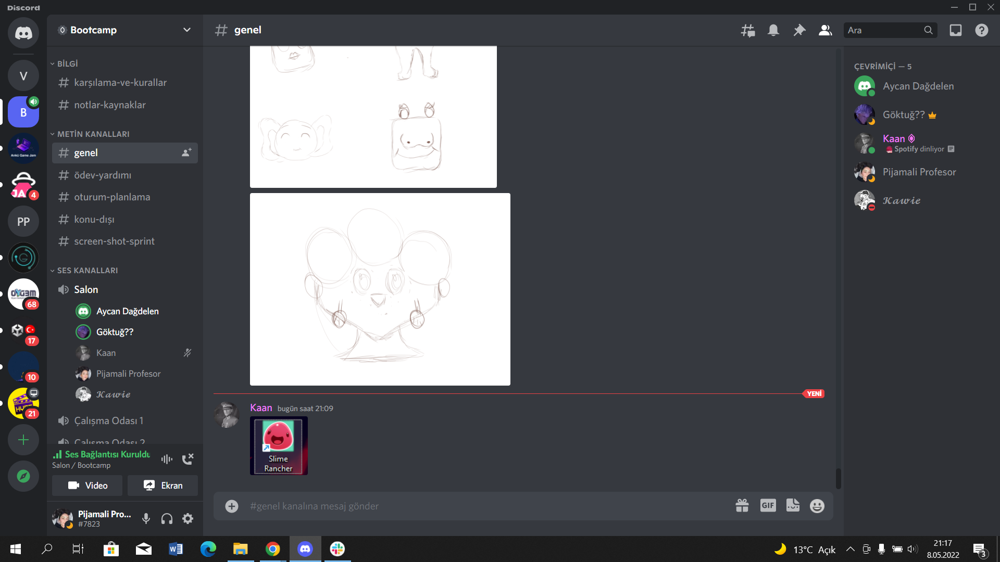 Discord
Bootcamp
genel
Ara
BİLGİ
karşılama-ve-kurallar
notlar-kaynaklar
METİN KANALLARI
genel
ödev-yardımı
oturum-planlama
konu-dışı
screen-shot-sprint
SES KANALLARI
Salon
Aycan Dağdelen
Göktuğ??
Kaan
Pijamali Profesor
𝓚𝓪𝔀𝓲𝓮
Çalışma Odası 1
Çalışma Odası 2
Ses Bağlantısı Kuruldu
Salon / Bootcamp
Video
Ekran
Pijamali Pro...
#7823
V
B
Ankü Game Jam
JA
4
PP
G
OYGEM
68
17
10
21
YENİ
Kaan bugün saat 21:09
Slime
Rancher
#genel kanalına mesaj gönder
GIF
ÇEVRİMİÇİ — 5
Aycan Dağdelen
Göktuğ??
Kaan
Spotify dinliyor
Pijamali Profesor
𝓚𝓪𝔀𝓲𝓮
13°C Açık
21:17
8.05.2022
3